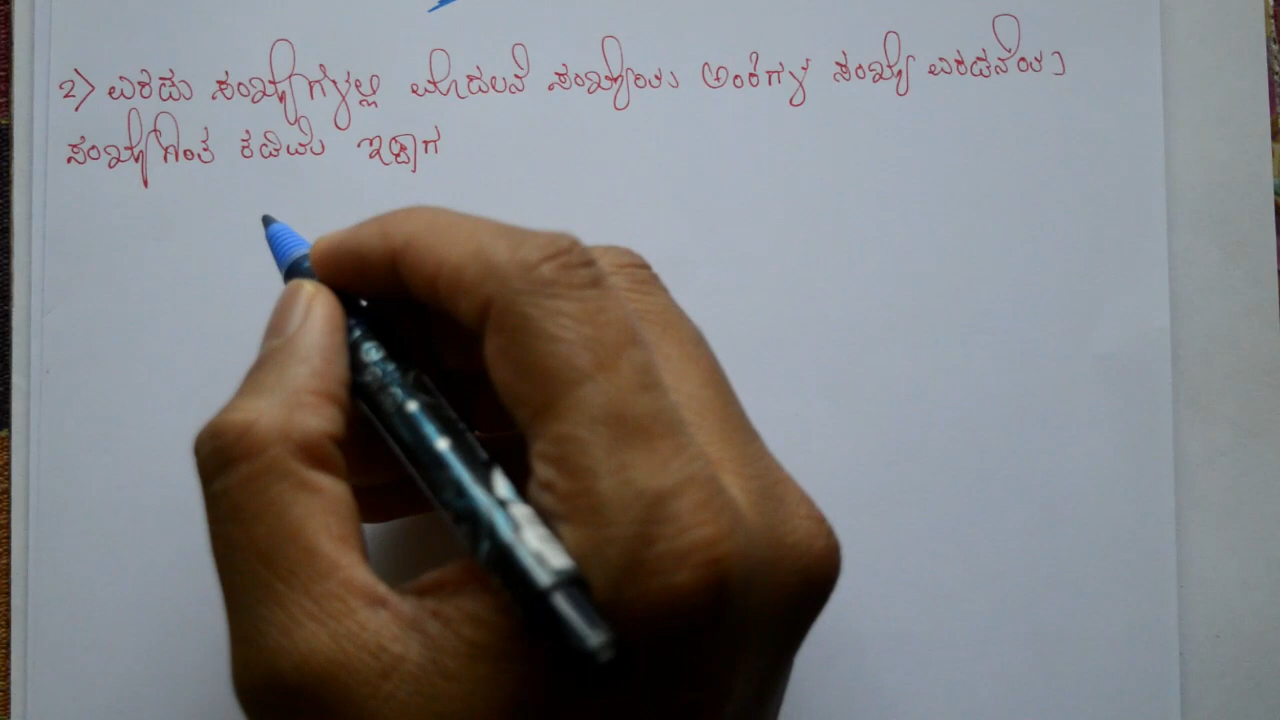 2) ಎರಡು ಸಂಖ್ಯೆಗಳಲ್ಲಿ ಮೊದಲನೆ ಸಂಖ್ಯೆಯ ಅಂಕೆಗಳ ಸಂಖ್ಯೆ ಎರಡನೆಯ
ಸಂಖ್ಯೆಗಿಂತ ಕಡಿಮೆ ಇದ್ದಾಗ